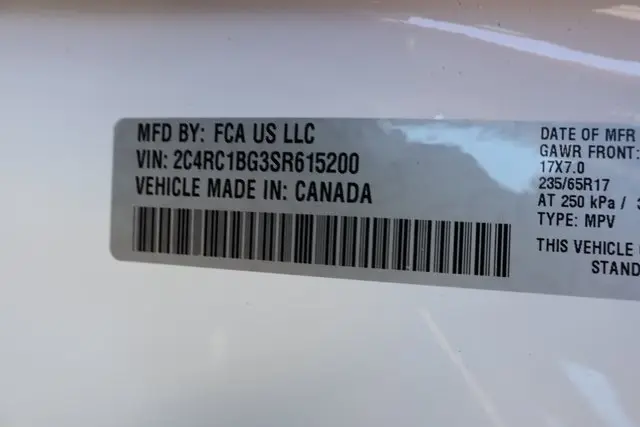 MFD BY: FCA US LLC
VIN: 2C4RC1BG3SR615200
VEHICLE MADE IN: CANADA
DATE OF MFR
GAWR FRONT:
17X7.0
235/65R17
AT 250 kPa /
TYPE: MPV
THIS VEHICLE
STAND